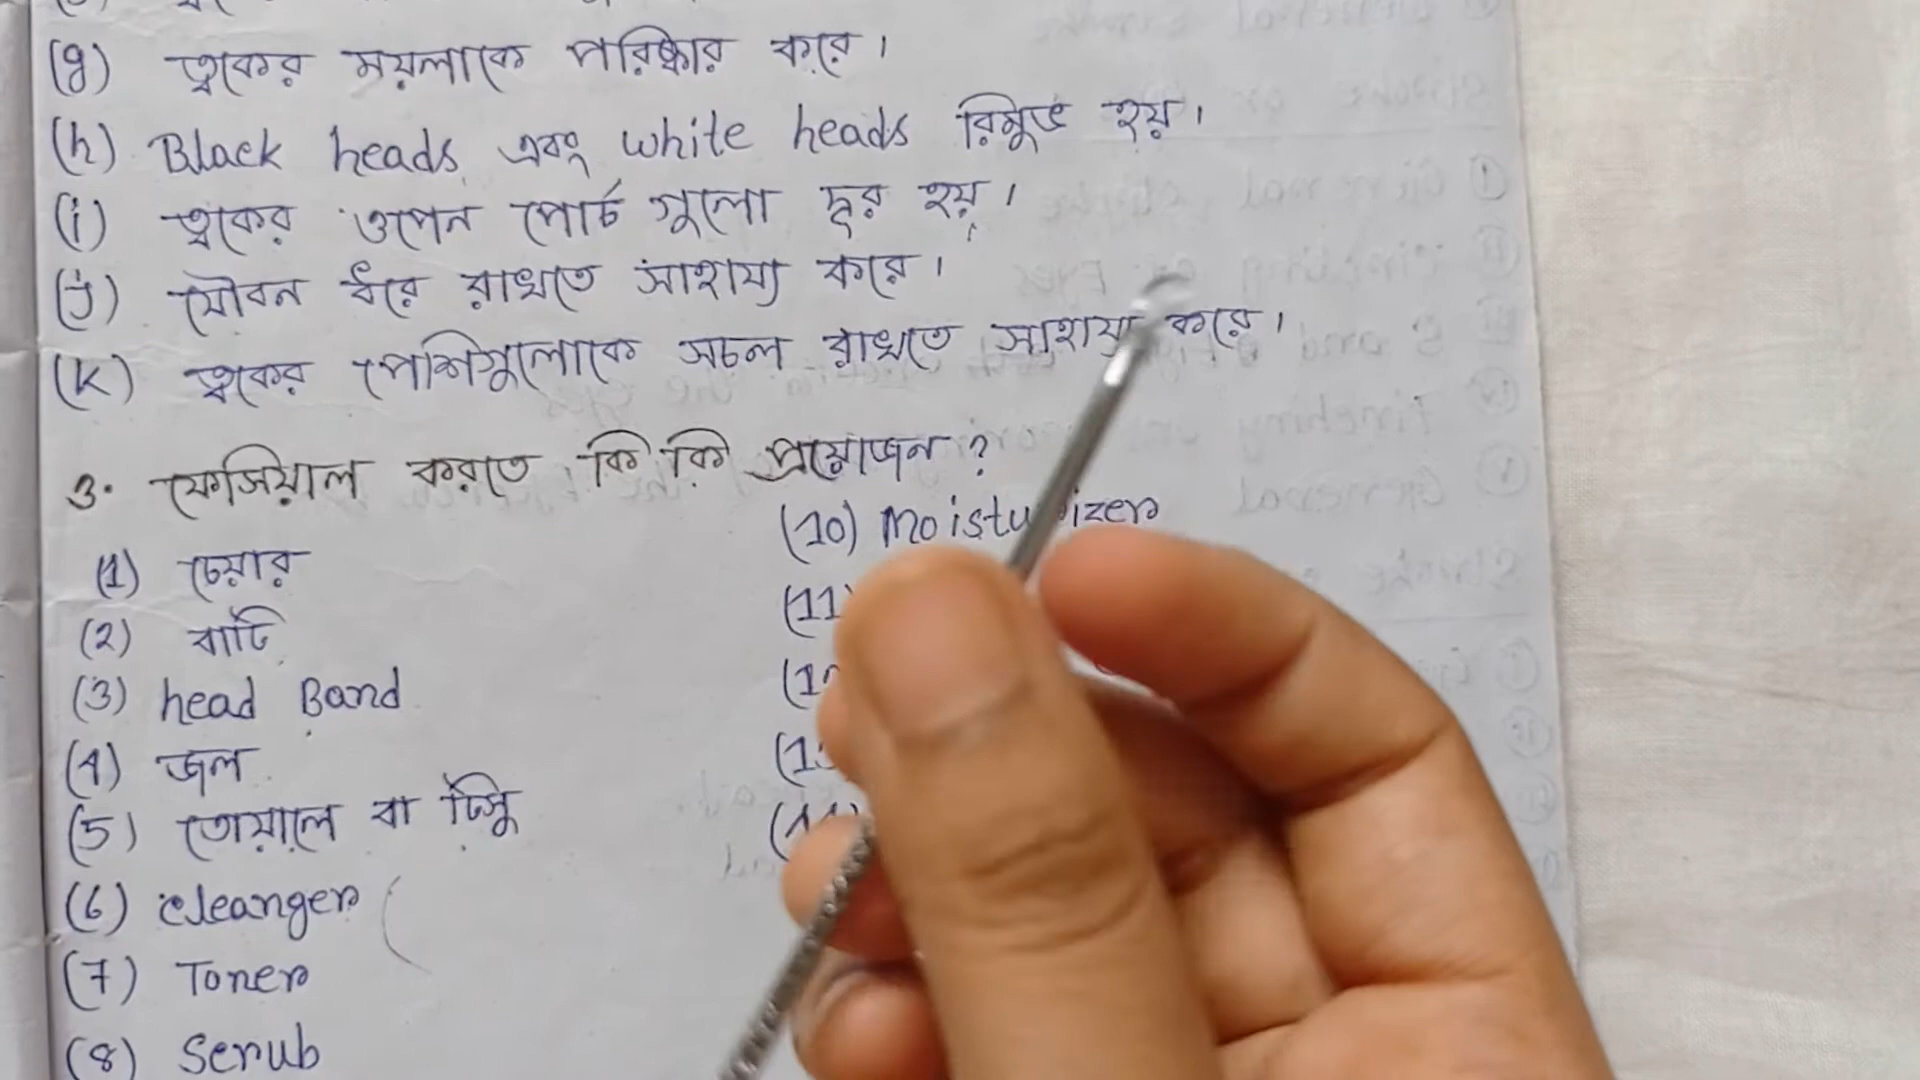 (g) ত্বকের ময়লাকে পরিষ্কার করে।
(h) Black heads এবং white heads রিমুভ হয়।
(i) ত্বকের ওপেন পোর্চ গুলো দূর হয়।
(j) যৌবন ধরে রাখতে সাহায্য করে।
(k) ত্বকের পেশিগুলোকে সচল রাখতে সাহায্য করে।
3. ফেসিয়াল করতে কি কি প্রয়োজন?
(1) চেয়ার
(2) বাটি
(3) head Band
(4) জল
(5) তোয়ালে বা টিসু
(6) cleanger
(7) Toner
(8) Scrub
(10) Moisturizer
(11)